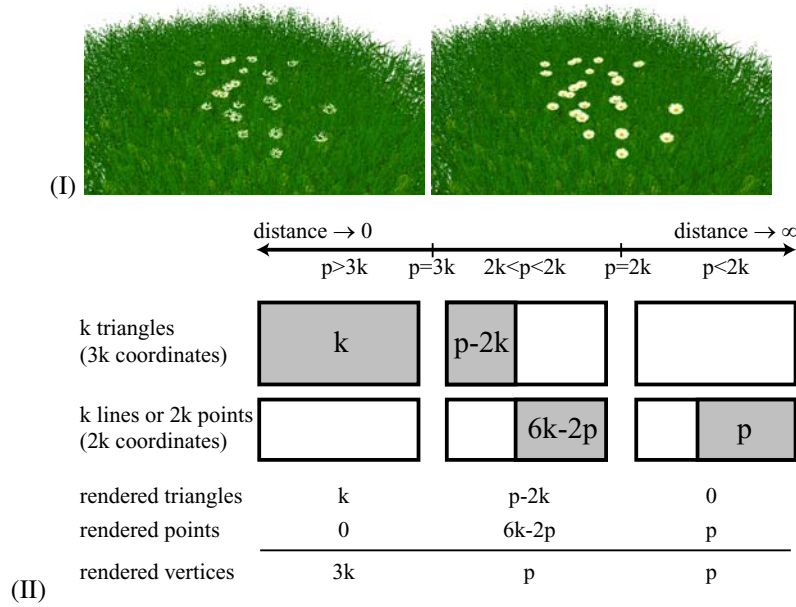 (I)
distance → 0 distance → ∞
p>3k p=3k 2k<p<2k p=2k p<2k
k triangles
(3k coordinates)
k p-2k
k lines or 2k points
(2k coordinates)
6k-2p p
rendered triangles k p-2k 0
rendered points 0 6k-2p p
rendered vertices 3k p p
(II)